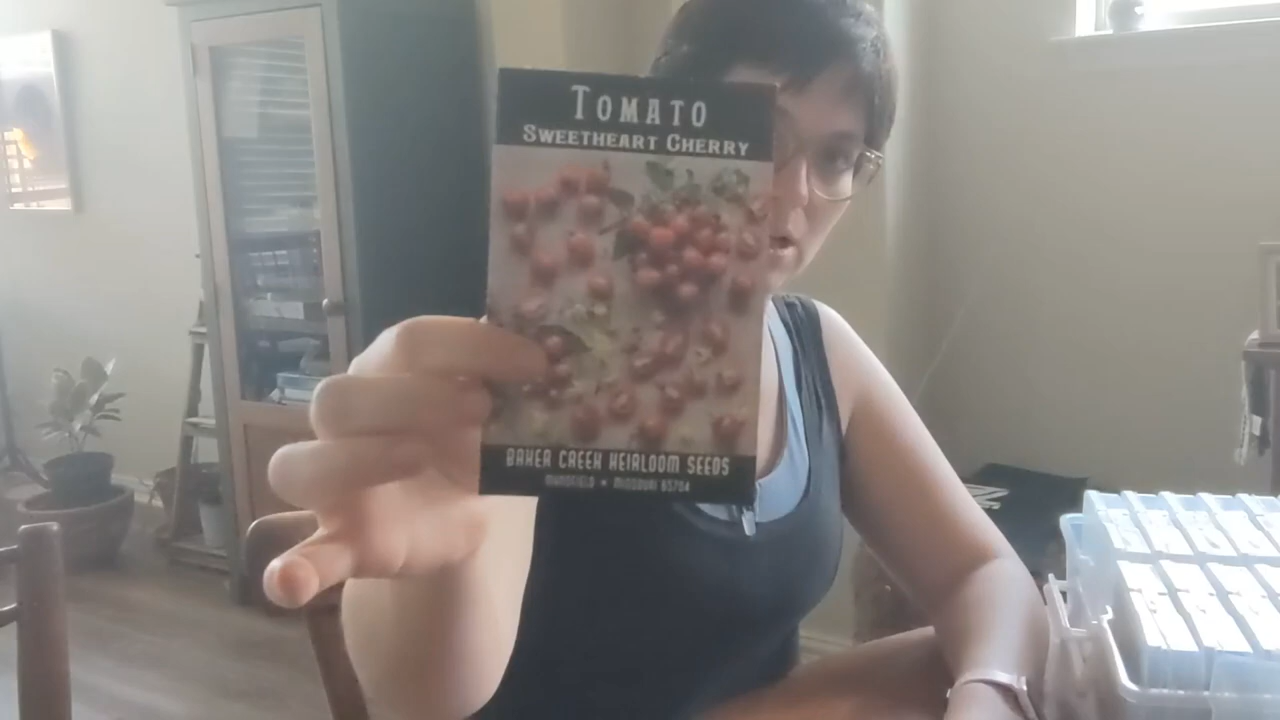 TOMATO
SWEETHEART CHERRY
BAKER CREEK HEIRLOOM SEEDS
MANSFIELD • MISSOURI 65704